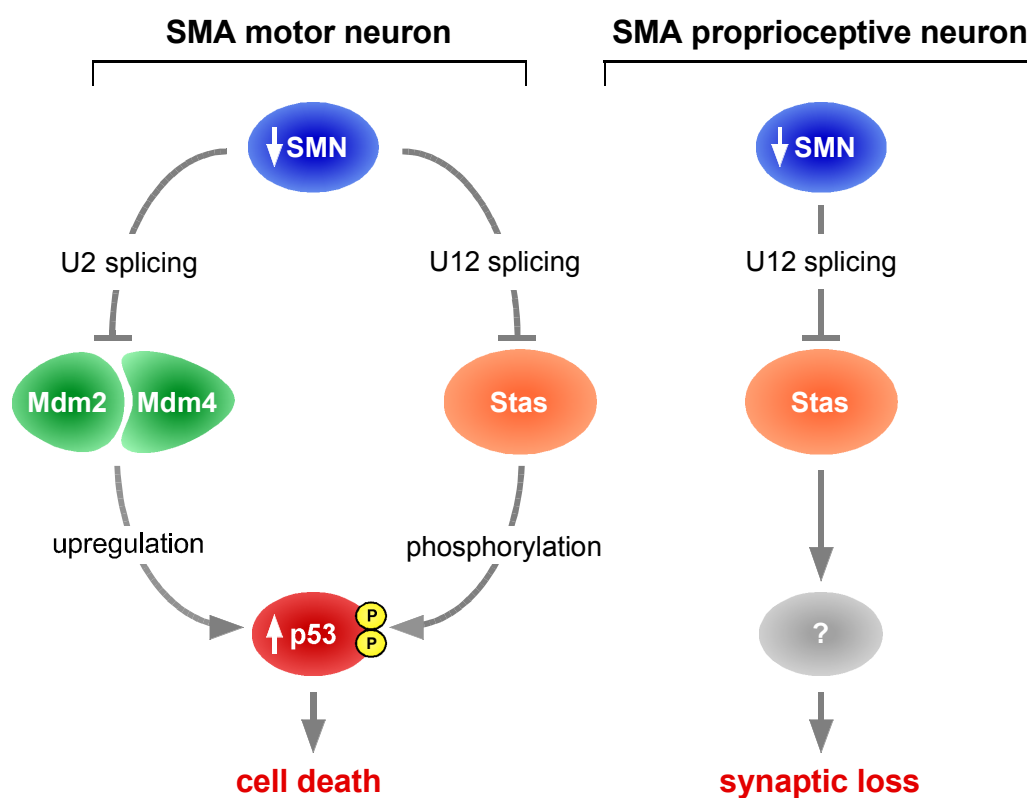 SMA motor neuron
SMA proprioceptive neuron
SMN
SMN
U2 splicing
U12 splicing
U12 splicing
Mdm2
Mdm4
Stas
Stas
upregulation
phosphorylation
p53
P
P
?
cell death
synaptic loss